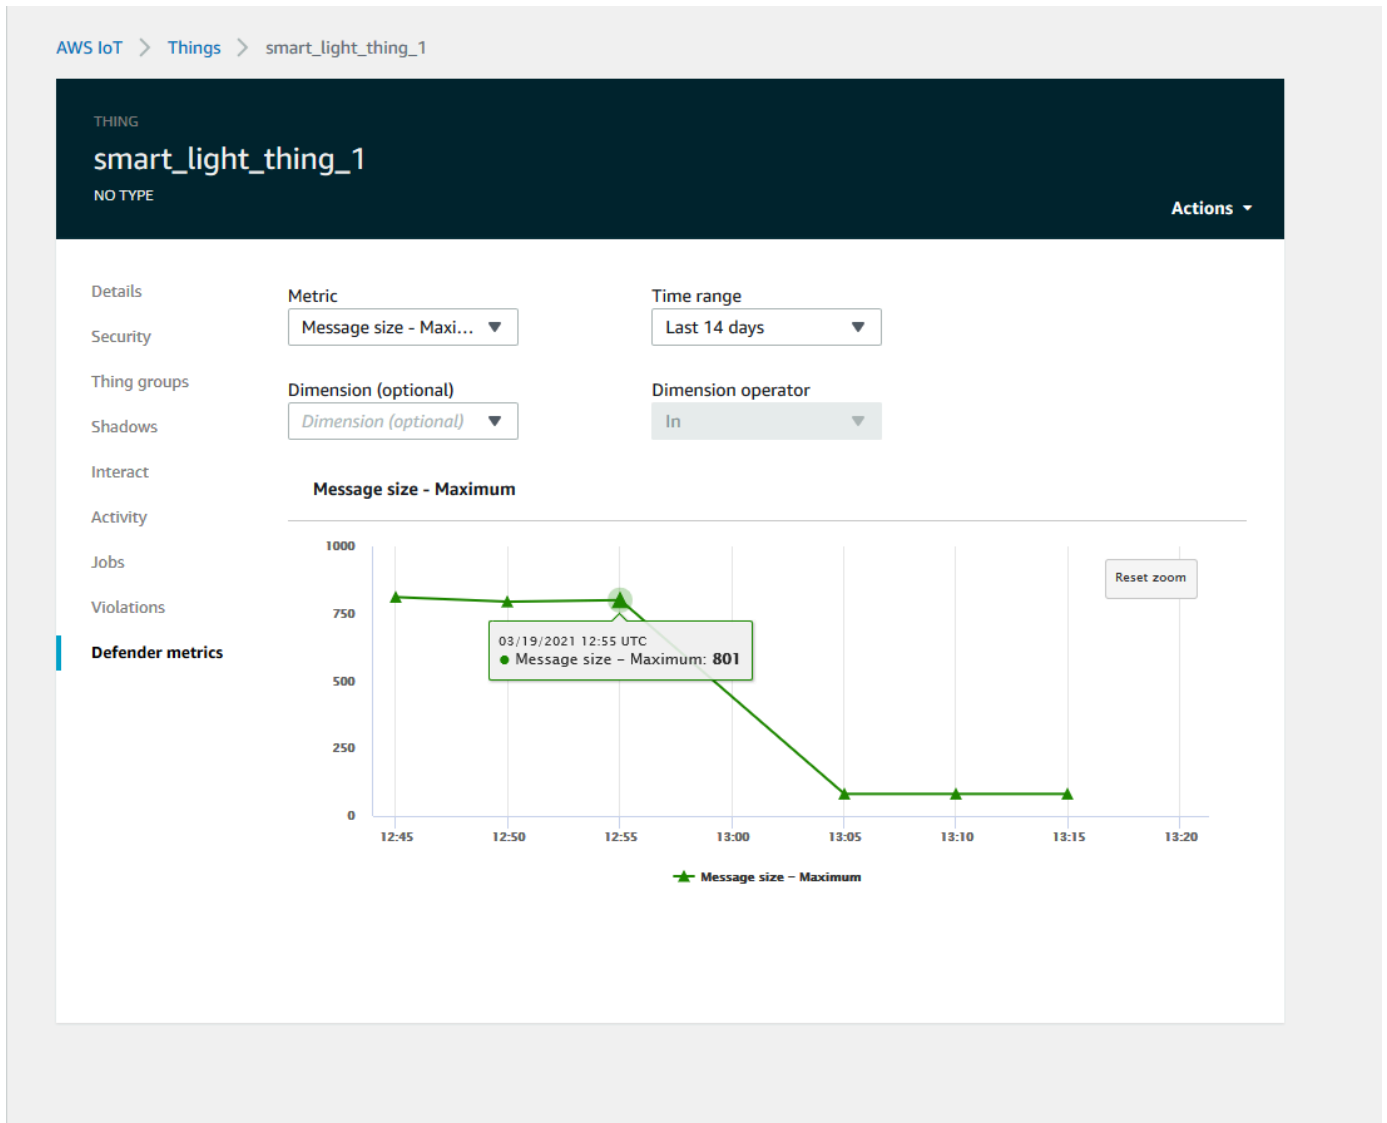 AWS IoT > Things > smart_light_thing_1
THING
smart_light_thing_1
NO TYPE
Actions
Details
Security
Thing groups
Shadows
Interact
Activity
Jobs
Violations
Defender metrics
Metric
Message size - Maxi...
Time range
Last 14 days
Dimension (optional)
Dimension (optional)
Dimension operator
In
Message size - Maximum
1000
750
500
250
0
Reset zoom
03/19/2021 12:55 UTC
Message size – Maximum: 801
12:45 12:50 12:55 13:00 13:05 13:10 13:15 13:20
Message size – Maximum